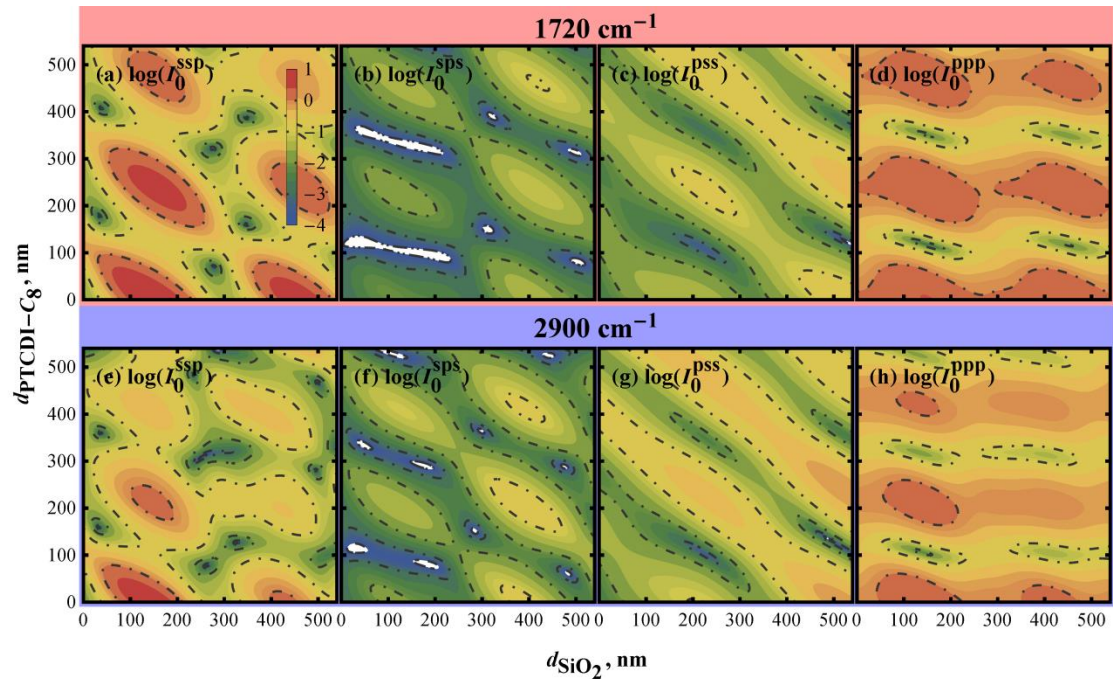 1720 cm⁻¹
(a) log(I₀ˢˢᵖ)
(b) log(I₀ˢᵖˢ)
(c) log(I₀ᵖˢˢ)
(d) log(I₀ᵖᵖᵖ)
1
0
−1
−2
−3
−4
500
400
300
200
100
0
d_PTCDI−C₈, nm
2900 cm⁻¹
(e) log(I₀ˢˢᵖ)
(f) log(I₀ˢᵖˢ)
(g) log(I₀ᵖˢˢ)
(h) log(I₀ᵖᵖᵖ)
500
400
300
200
100
0
0 100 200 300 400 500 0 100 200 300 400 500 0 100 200 300 400 500 0 100 200 300 400 500
d_SiO₂, nm